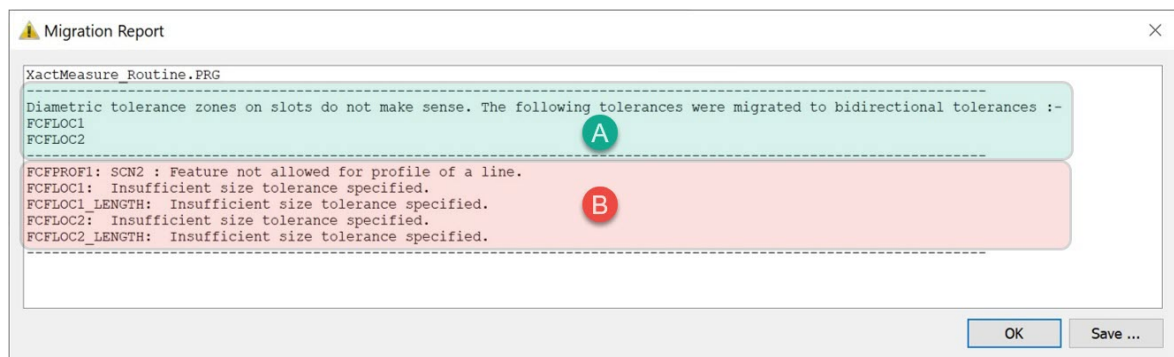 Migration Report
XactMeasure_Routine.PRG
Diametric tolerance zones on slots do not make sense. The following tolerances were migrated to bidirectional tolerances :-
FCFLOC1
FCFLOC2
A
FCFPROF1: SCN2 : Feature not allowed for profile of a line.
FCFLOC1:  Insufficient size tolerance specified.
FCFLOC1_LENGTH:  Insufficient size tolerance specified.
B
FCFLOC2:  Insufficient size tolerance specified.
FCFLOC2_LENGTH:  Insufficient size tolerance specified.
OK
Save ...